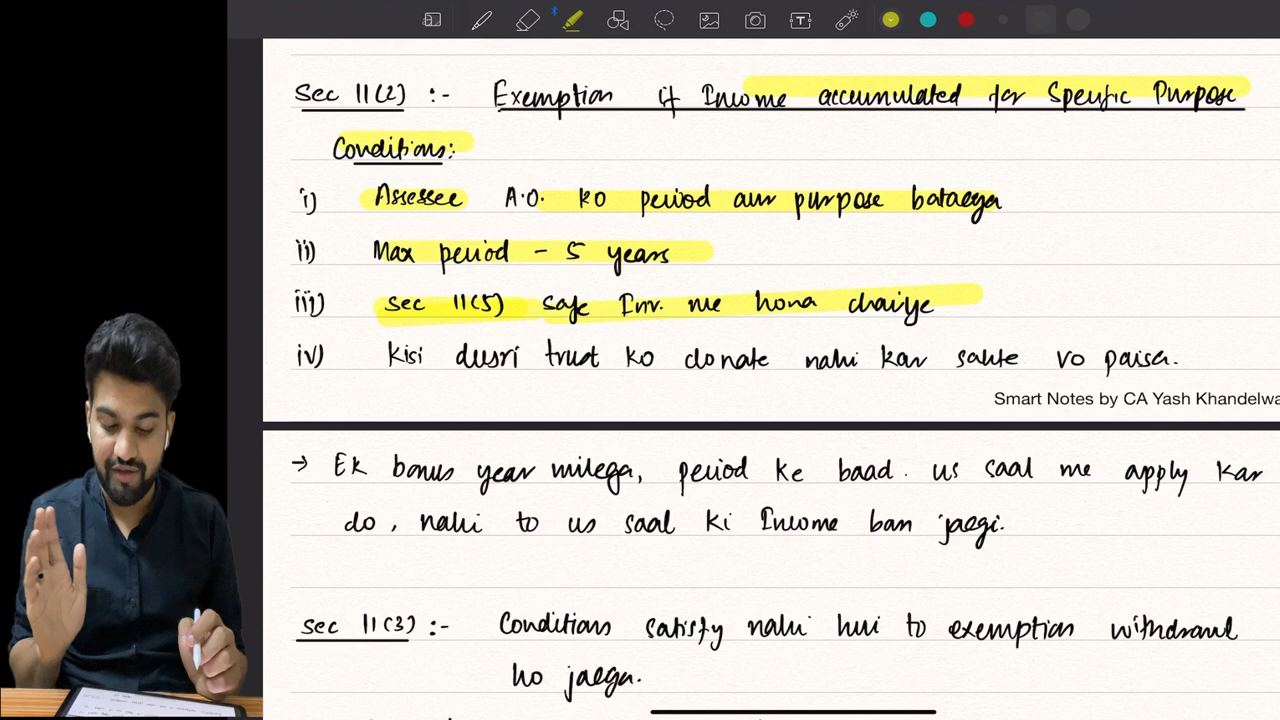 Sec 11(2) :- Exemption if Income accumulated for Specific Purpose
Conditions:
i) Assessee A.O. ko period aur purpose bataega
ii) Max period - 5 years
iii) Sec 11(5) safe Inv. me hona chaiye
iv) kisi dusri trust ko donate nahi kar sakte vo paisa.
Smart Notes by CA Yash Khandelwa
→ Ek bonus year milega, period ke baad. us saal me apply kar
do, nahi to us saal ki Income ban jaegi.
Sec 11(3) :- Conditions satisfy nahi hui to exemption withdrawl
ho jaega.